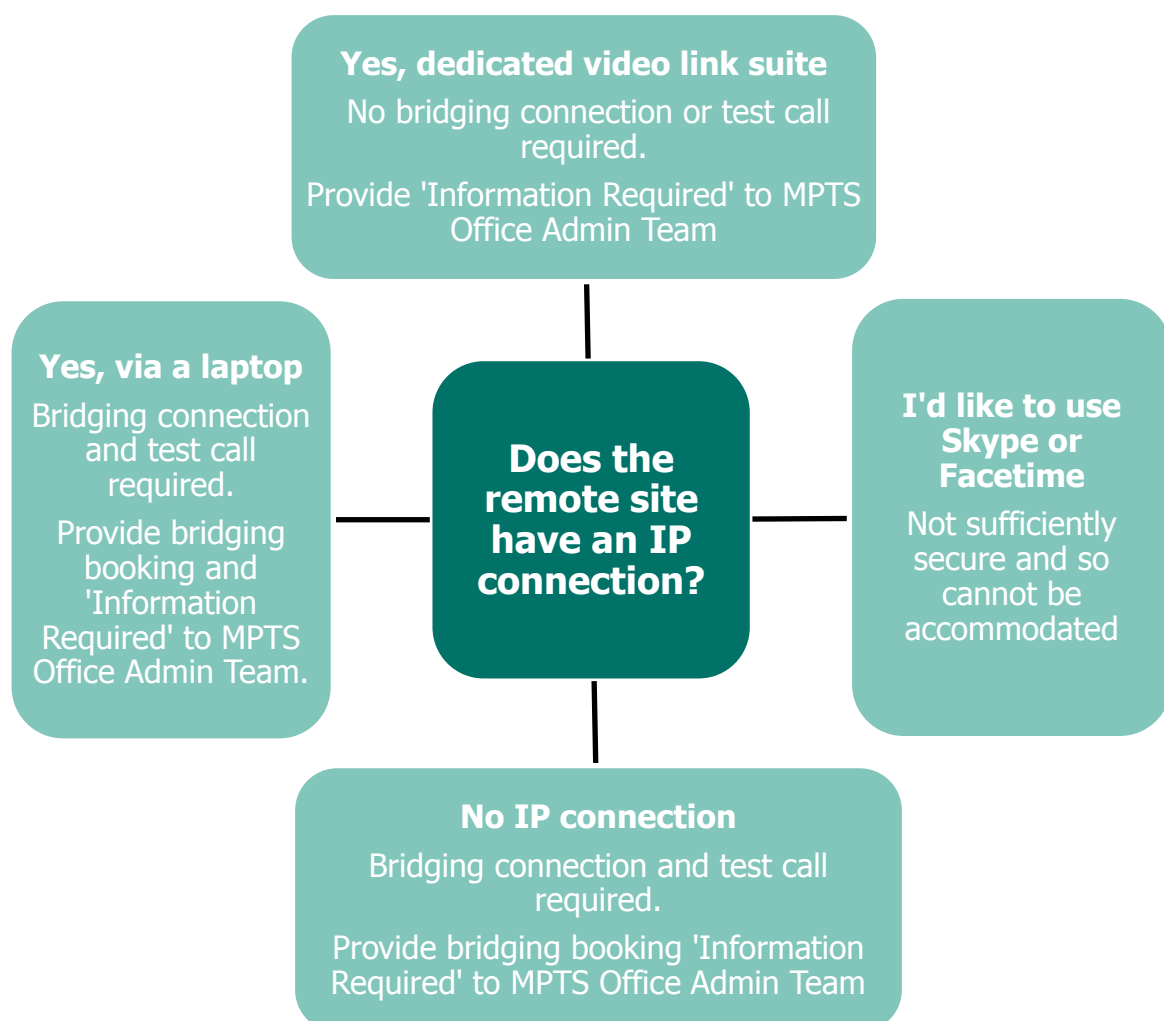 Yes, dedicated video link suite
No bridging connection or test call
required.
Provide 'Information Required' to MPTS
Office Admin Team
Yes, via a laptop
Bridging connection
and test call
required.
Provide bridging
booking and
'Information
Required' to MPTS
Office Admin Team.
Does the
remote site
have an IP
connection?
I'd like to use
Skype or
Facetime
Not sufficiently
secure and so
cannot be
accommodated
No IP connection
Bridging connection and test call
required.
Provide bridging booking 'Information
Required' to MPTS Office Admin Team